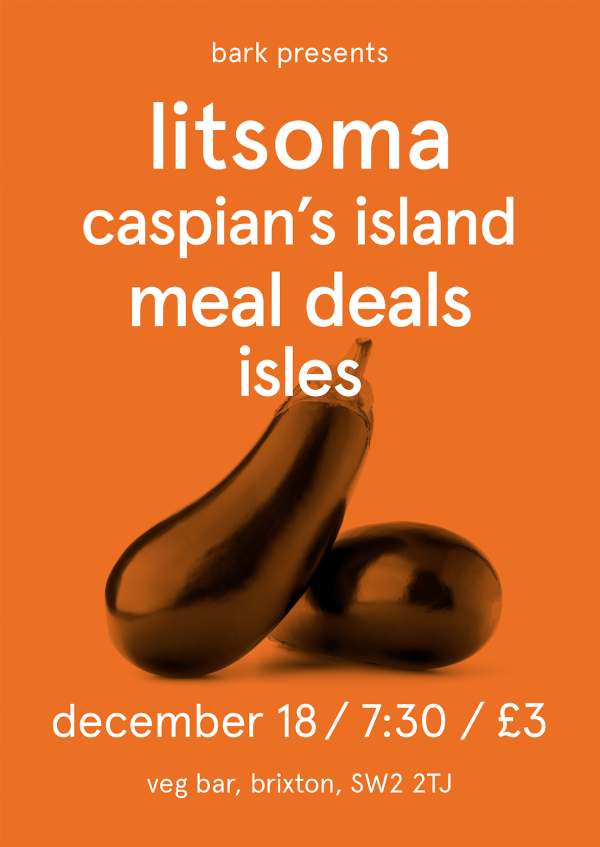 bark presents
litsoma
caspian's island
meal deals
isles
december 18 / 7:30 / £3
veg bar, brixton, SW2 2TJ